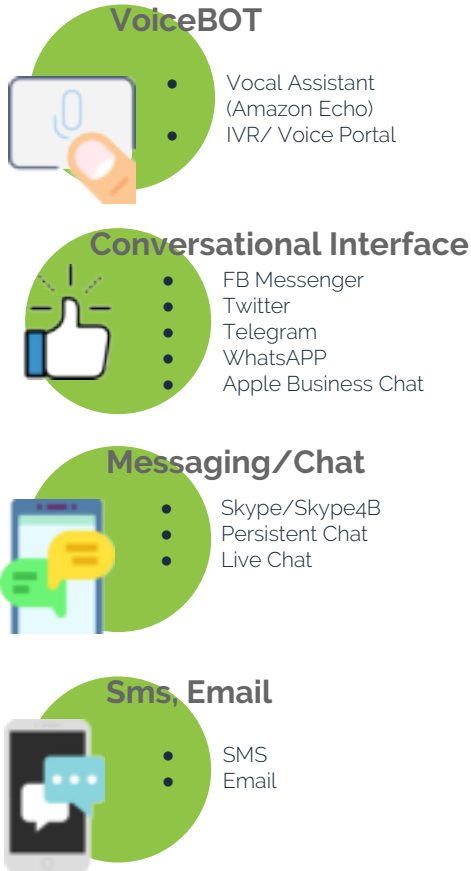 VoiceBOT
• Vocal Assistant
(Amazon Echo)
• IVR/ Voice Portal
Conversational Interface
• FB Messenger
• Twitter
• Telegram
• WhatsAPP
• Apple Business Chat
Messaging/Chat
• Skype/Skype4B
• Persistent Chat
• Live Chat
Sms, Email
• SMS
• Email